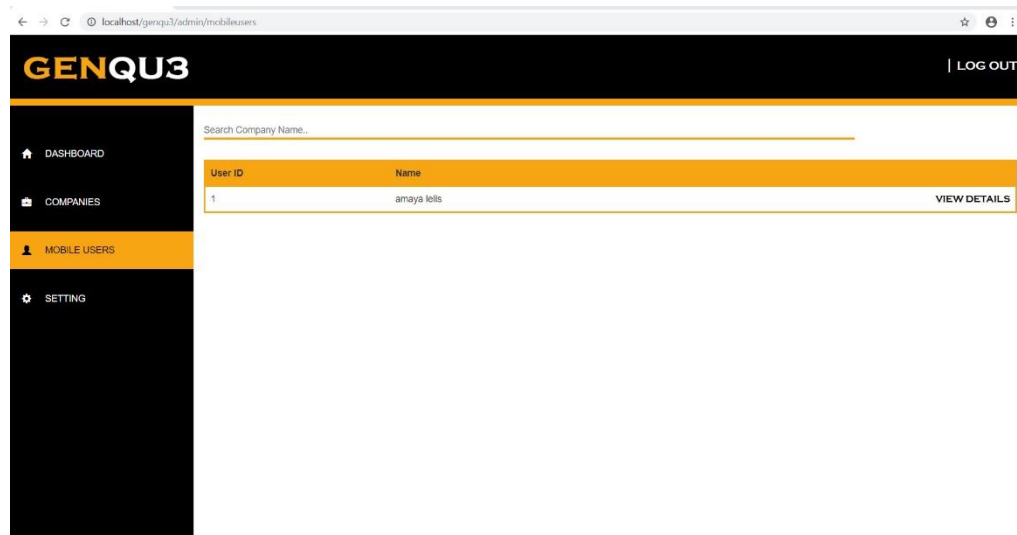 localhost/genqu3/admin/mobileusers
GENQU3
| LOG OUT
Search Company Name..
DASHBOARD
User ID Name
COMPANIES
1 amaya lelis VIEW DETAILS
MOBILE USERS
SETTING